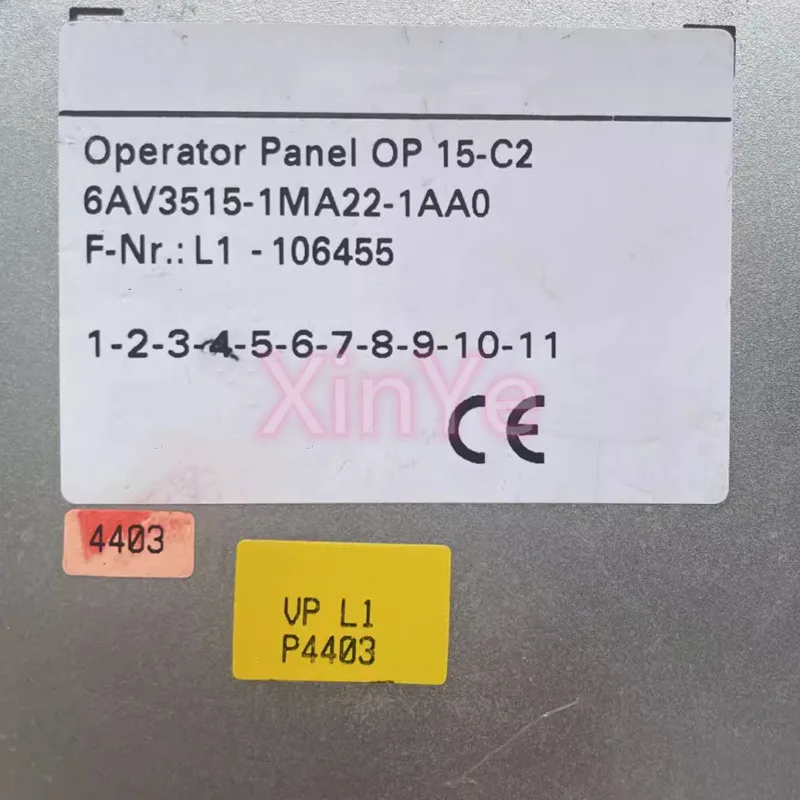 Operator Panel OP 15-C2
6AV3515-1MA22-1AA0
F-Nr.: L1 - 106455
1-2-3-4-5-6-7-8-9-10-11
XinYe
CE
4403
VP L1
P4403